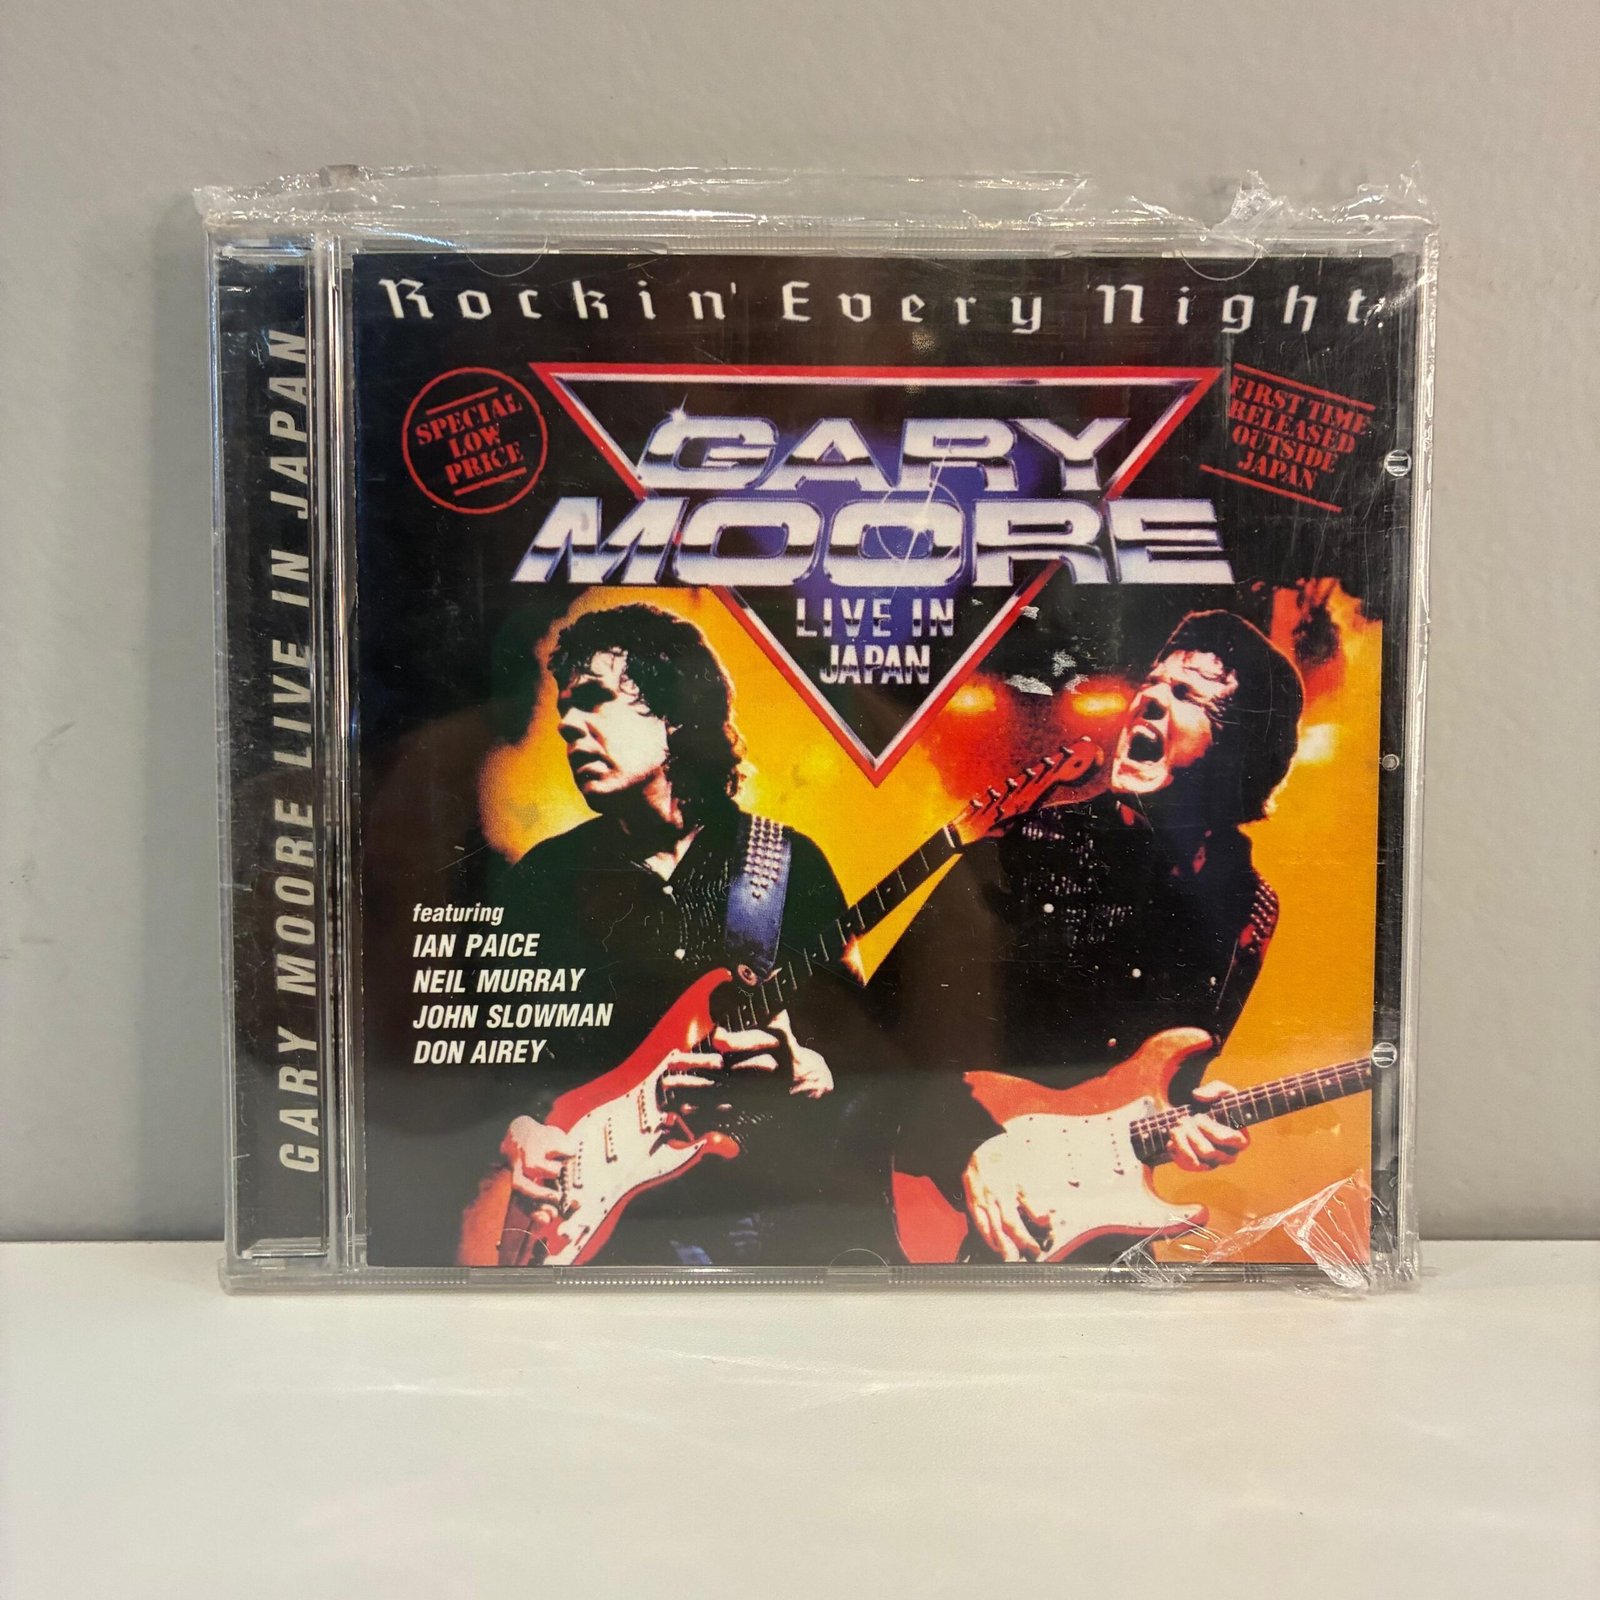 Rockin' Every Night
SPECIAL
LOW
PRICE
FIRST TIME
RELEASED
OUTSIDE
JAPAN
GARY
MOORE
LIVE IN
JAPAN
featuring
IAN PAICE
NEIL MURRAY
JOHN SLOWMAN
DON AIREY
GARY MOORE LIVE IN JAPAN